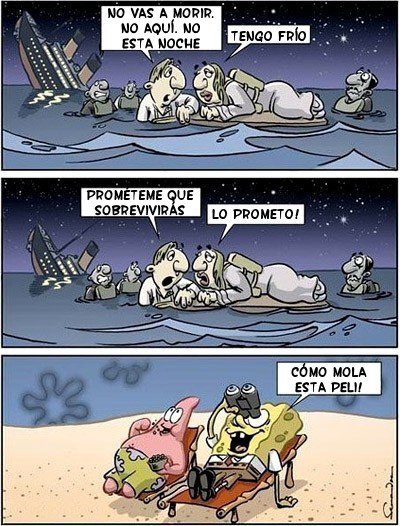 NO VAS A MORIR.
NO AQUÍ. NO
ESTA NOCHE
TENGO FRÍO
PROMÉTEME QUE
SOBREVIVIRÁS
LO PROMETO!
CÓMO MOLA
ESTA PELI!